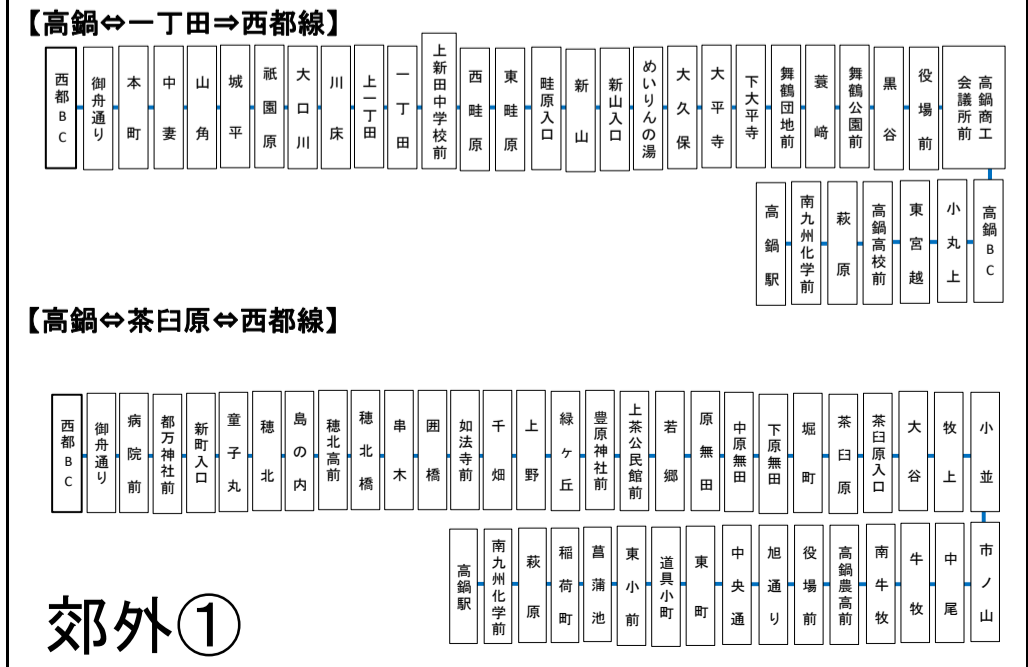 【高鍋⇔一丁田⇒西都線】
西都BC
御舟通り
本町
中妻
山角
城平
祇園原
大口川
川床
上一丁田
一丁田
上新田中学校前
西畦原
東畦原
畦原入口
新山
新山入口
めいりんの湯
大久保
大平寺
下大平寺
舞鶴団地前
蓑﨑
舞鶴公園前
黒谷
役場前
高鍋商工
会議所前
高鍋駅
南九州化学前
萩原
高鍋高校前
東宮越
小丸上
高鍋BC
【高鍋⇔茶臼原⇔西都線】
西都BC
御舟通り
病院前
都万神社前
新町入口
童子丸
穂北
島の内
穂北高前
穂北橋
串木
囲橋
如法寺前
千畑
上野
緑ヶ丘
豊原神社前
上茶公民館前
若郷
原無田
中原無田
下原無田
堀町
茶臼原
茶臼原入口
大谷
牧上
小並
高鍋駅
南九州化学前
萩原
稲荷町
菖蒲池
東小前
道具小町
東町
中央通
旭通り
役場前
高鍋農高前
南牛牧
牛牧
中尾
市ノ山
郊外①